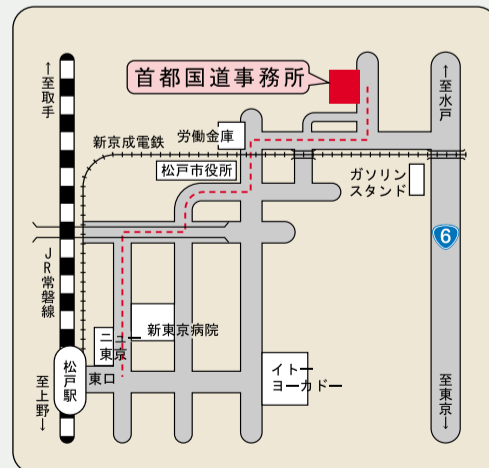 首都国道事務所
↑至取手
↑至水戸
新京成電鉄
労働金庫
松戸市役所
ガソリン
スタンド
6
JR常磐線
新東京病院
ニュー
東京
松戸駅
東口
イトー
ヨーカドー
至上野↓
至東京↓